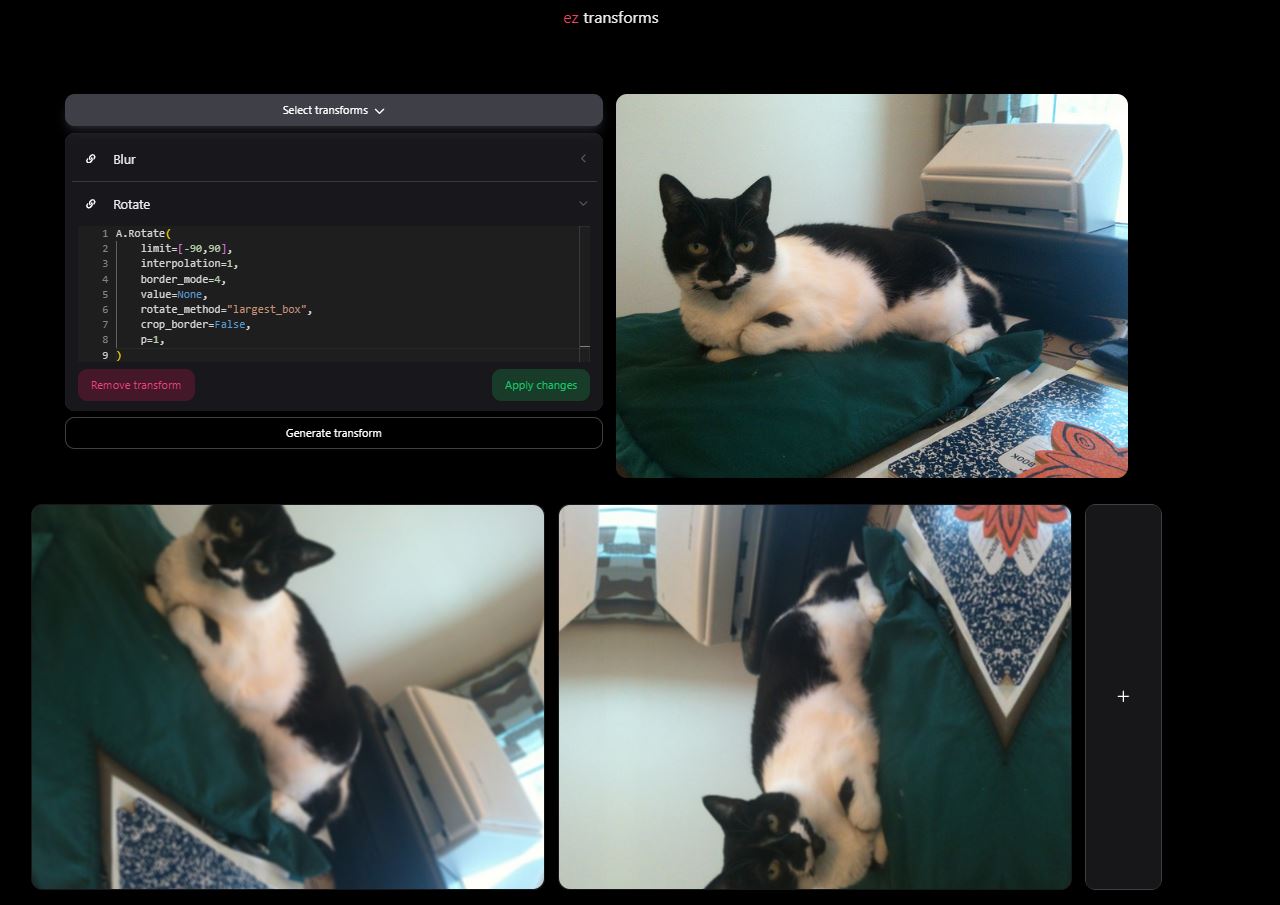 ez transforms
Select transforms
Blur
Rotate
1 A.Rotate(
2 limit=[-90,90],
3 interpolation=1,
4 border_mode=4,
5 value=None,
6 rotate_method="largest_box",
7 crop_border=False,
8 p=1,
9 )
Remove transform
Apply changes
Generate transform
+
BOOK